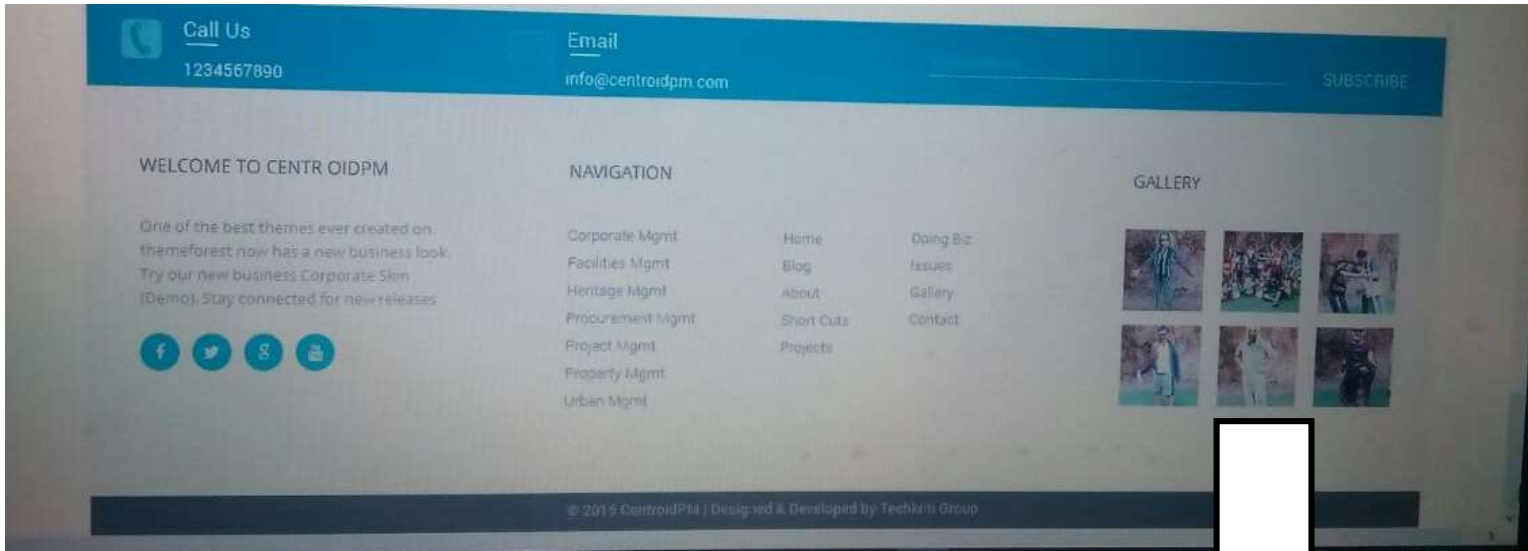 Call Us
1234567890
Email
info@centroidpm.com
SUBSCRIBE
WELCOME TO CENTR OIDPM
One of the best themes ever created on
themeforest now has a new business look.
Try our new business Corporate Skin
(Demo). Stay connected for new releases
NAVIGATION
Corporate Mgmt
Facilities Mgmt
Heritage Mgmt
Procurement Mgmt
Project Mgmt
Property Mgmt
Urban Mgmt
Home
Blog
About
Short Cuts
Projects
Doing Biz
Issues
Gallery
Contact
GALLERY
© 2015 CentroidPM | Designed & Developed by Techkriti Group